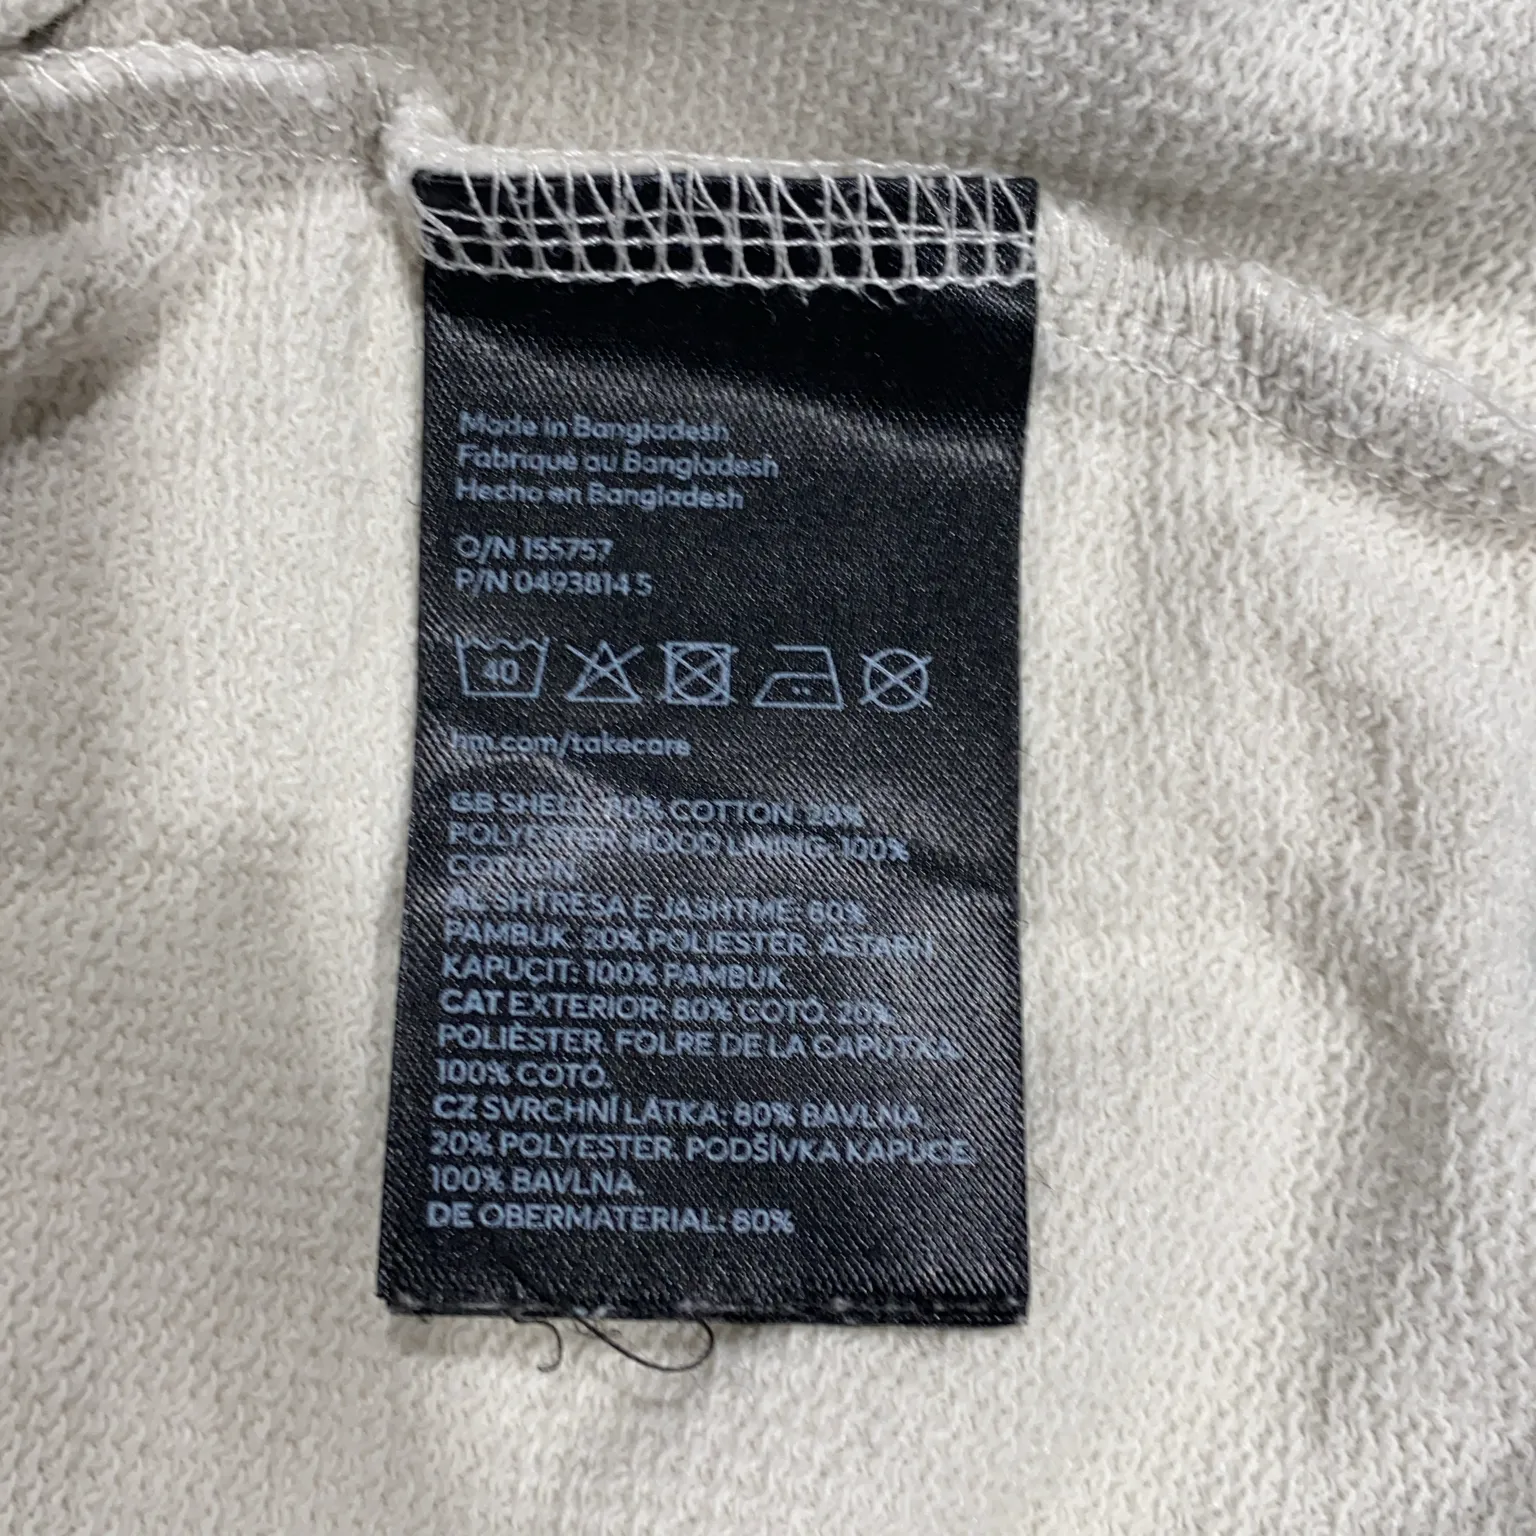 Made in Bangladesh
Fabriqué au Bangladesh
Hecho en Bangladesh
O/N 155757
P/N 0493814 S
40
hm.com/takecare
GB SHELL: 80% COTTON. 20%
POLYESTER. HOOD LINING: 100%
COTTON.
AL SHTRESA E JASHTME: 80%
PAMBUK. 20% POLIESTER. ASTARI I
KAPUÇIT: 100% PAMBUK
CAT EXTERIOR: 80% COTÓ. 20%
POLIÈSTER. FOLRE DE LA CAPUTXA:
100% COTÓ.
CZ SVRCHNÍ LÁTKA: 80% BAVLNA.
20% POLYESTER. PODŠÍVKA KAPUCE:
100% BAVLNA.
DE OBERMATERIAL: 80%